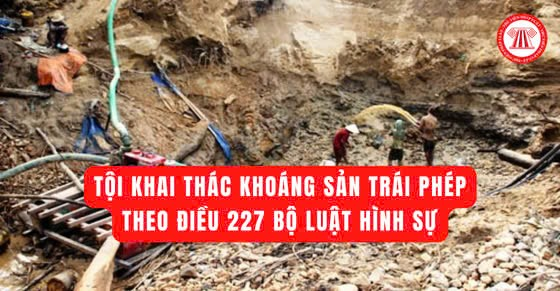 TỘI KHAI THÁC KHOÁNG SẢN TRÁI PHÉP
THEO ĐIỀU 227 BỘ LUẬT HÌNH SỰ